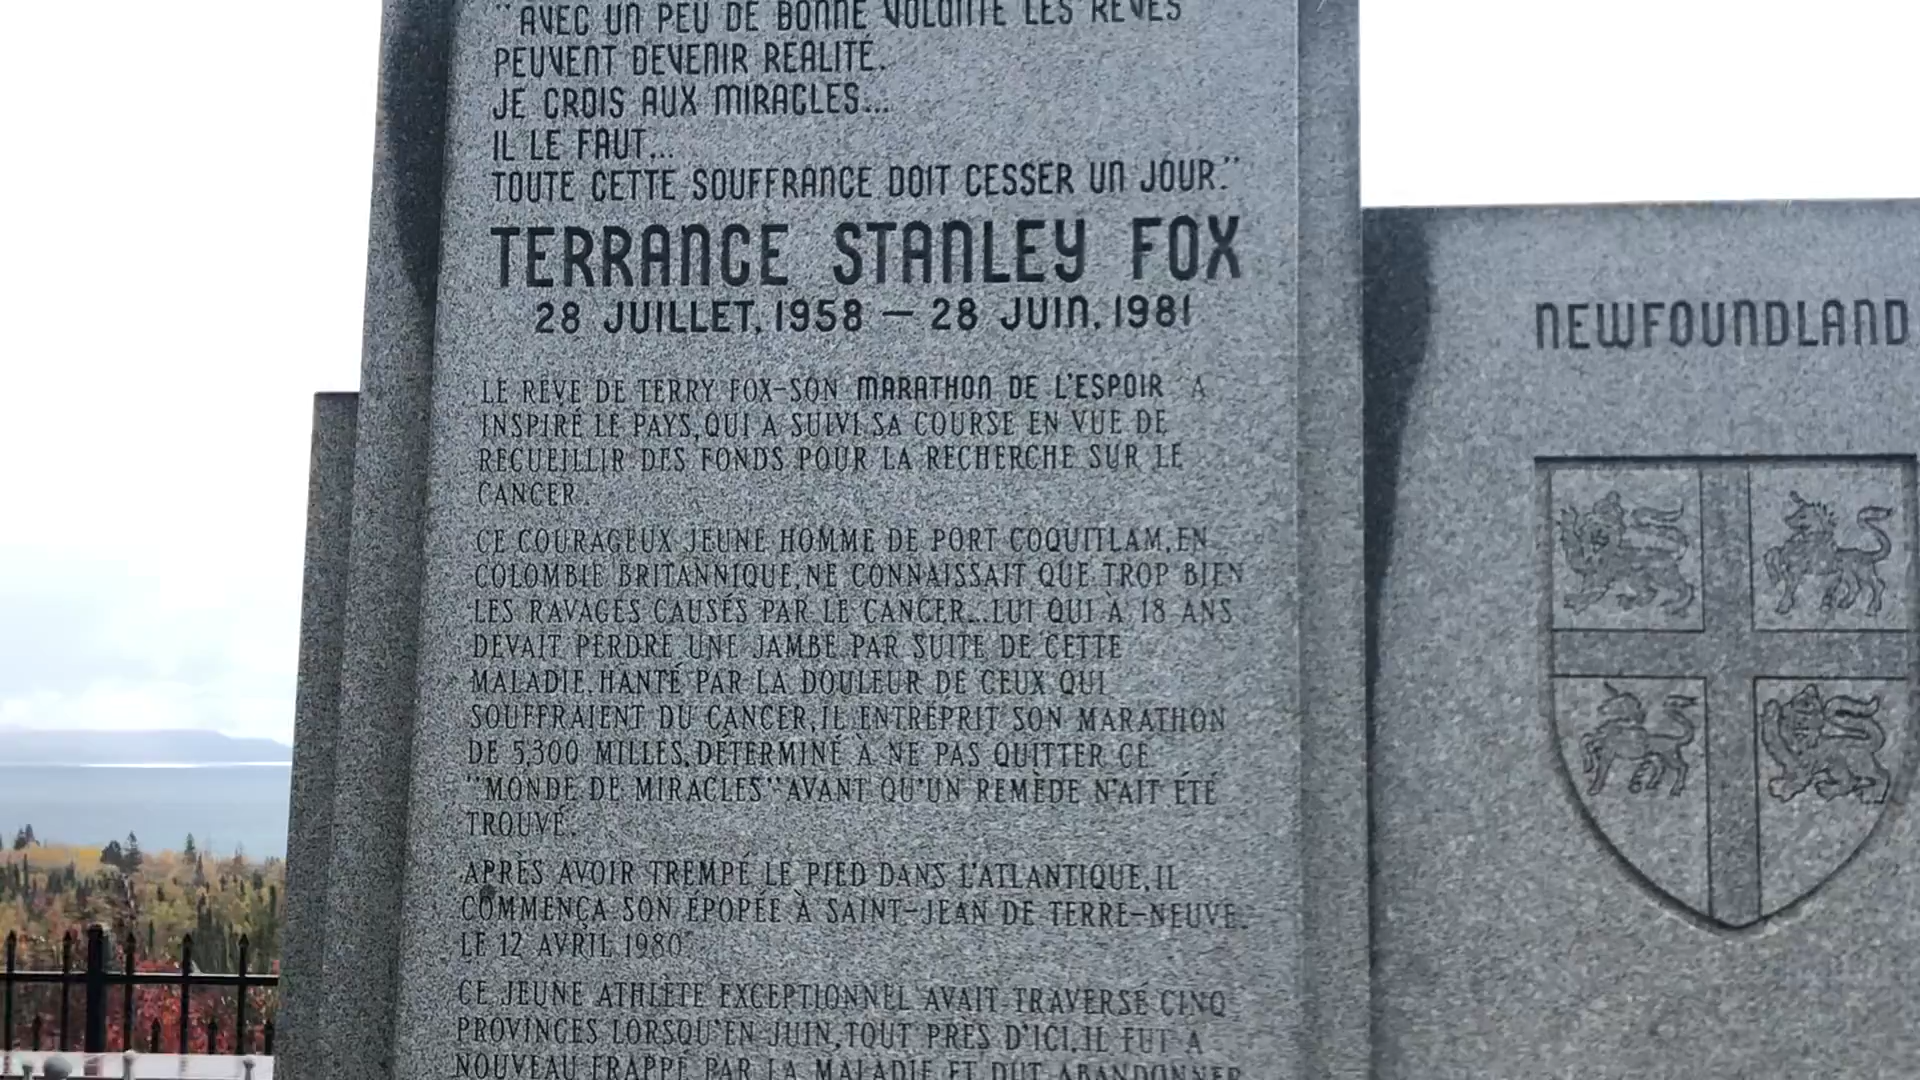 "AVEC UN PEU DE BONNE VOLONTÉ LES RÊVES
PEUVENT DEVENIR RÉALITÉ.
JE CROIS AUX MIRACLES...
IL LE FAUT...
TOUTE CETTE SOUFFRANCE DOIT CESSER UN JOUR."
TERRANCE STANLEY FOX
28 JUILLET, 1958 — 28 JUIN, 1981
LE RÊVE DE TERRY FOX-SON MARATHON DE L'ESPOIR A
INSPIRÉ LE PAYS, QUI A SUIVI SA COURSE EN VUE DE
RECUEILLIR DES FONDS POUR LA RECHERCHE SUR LE
CANCER.
CE COURAGEUX JEUNE HOMME DE PORT COQUITLAM, EN
COLOMBIE BRITANNIQUE, NE CONNAISSAIT QUE TROP BIEN
LES RAVAGES CAUSÉS PAR LE CANCER...LUI QUI À 18 ANS
DEVAIT PERDRE UNE JAMBE PAR SUITE DE CETTE
MALADIE, HANTÉ PAR LA DOULEUR DE CEUX QUI
SOUFFRAIENT DU CANCER, IL ENTREPRIT SON MARATHON
DE 5,300 MILLES, DÉTERMINÉ À NE PAS QUITTER CE
"MONDE DE MIRACLES" AVANT QU'UN REMÈDE N'AIT ÉTÉ
TROUVÉ.
APRÈS AVOIR TREMPÉ LE PIED DANS L'ATLANTIQUE, IL
COMMENÇA SON ÉPOPÉE À SAINT-JEAN DE TERRE-NEUVE.
LE 12 AVRIL 1980.
CE JEUNE ATHLÈTE EXCEPTIONNEL AVAIT TRAVERSÉ CINQ
PROVINCES LORSQU'EN JUIN, TOUT PRÈS D'ICI, IL FUT À
NOUVEAU FRAPPÉ PAR LA MALADIE ET DUT ABANDONNER
NEWFOUNDLAND